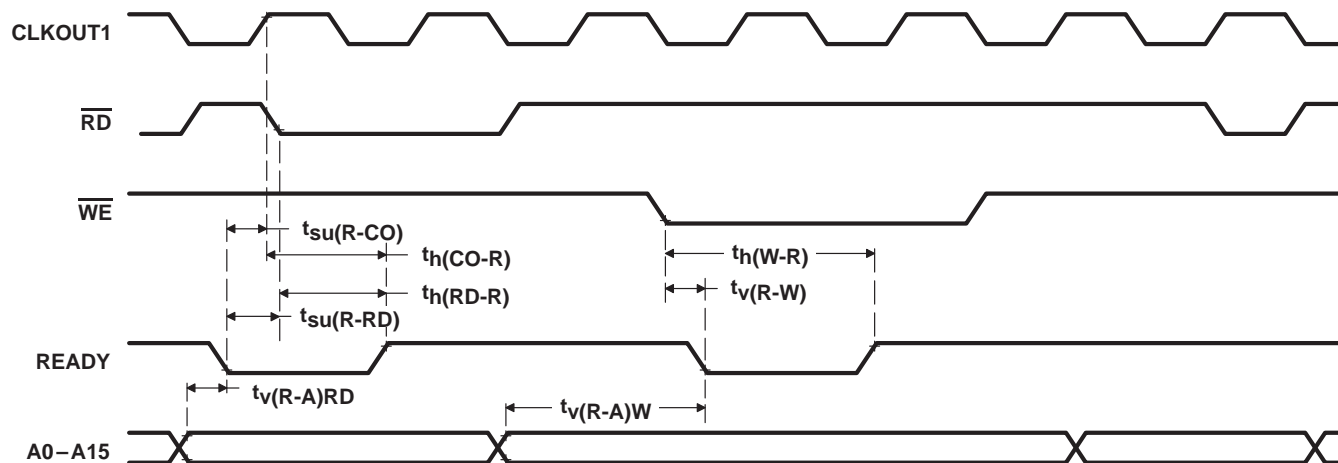 CLKOUT1
RD
WE
tsu(R-CO)
th(CO-R)
th(W-R)
th(RD-R)
tv(R-W)
tsu(R-RD)
READY
tv(R-A)RD
tv(R-A)W
A0–A15